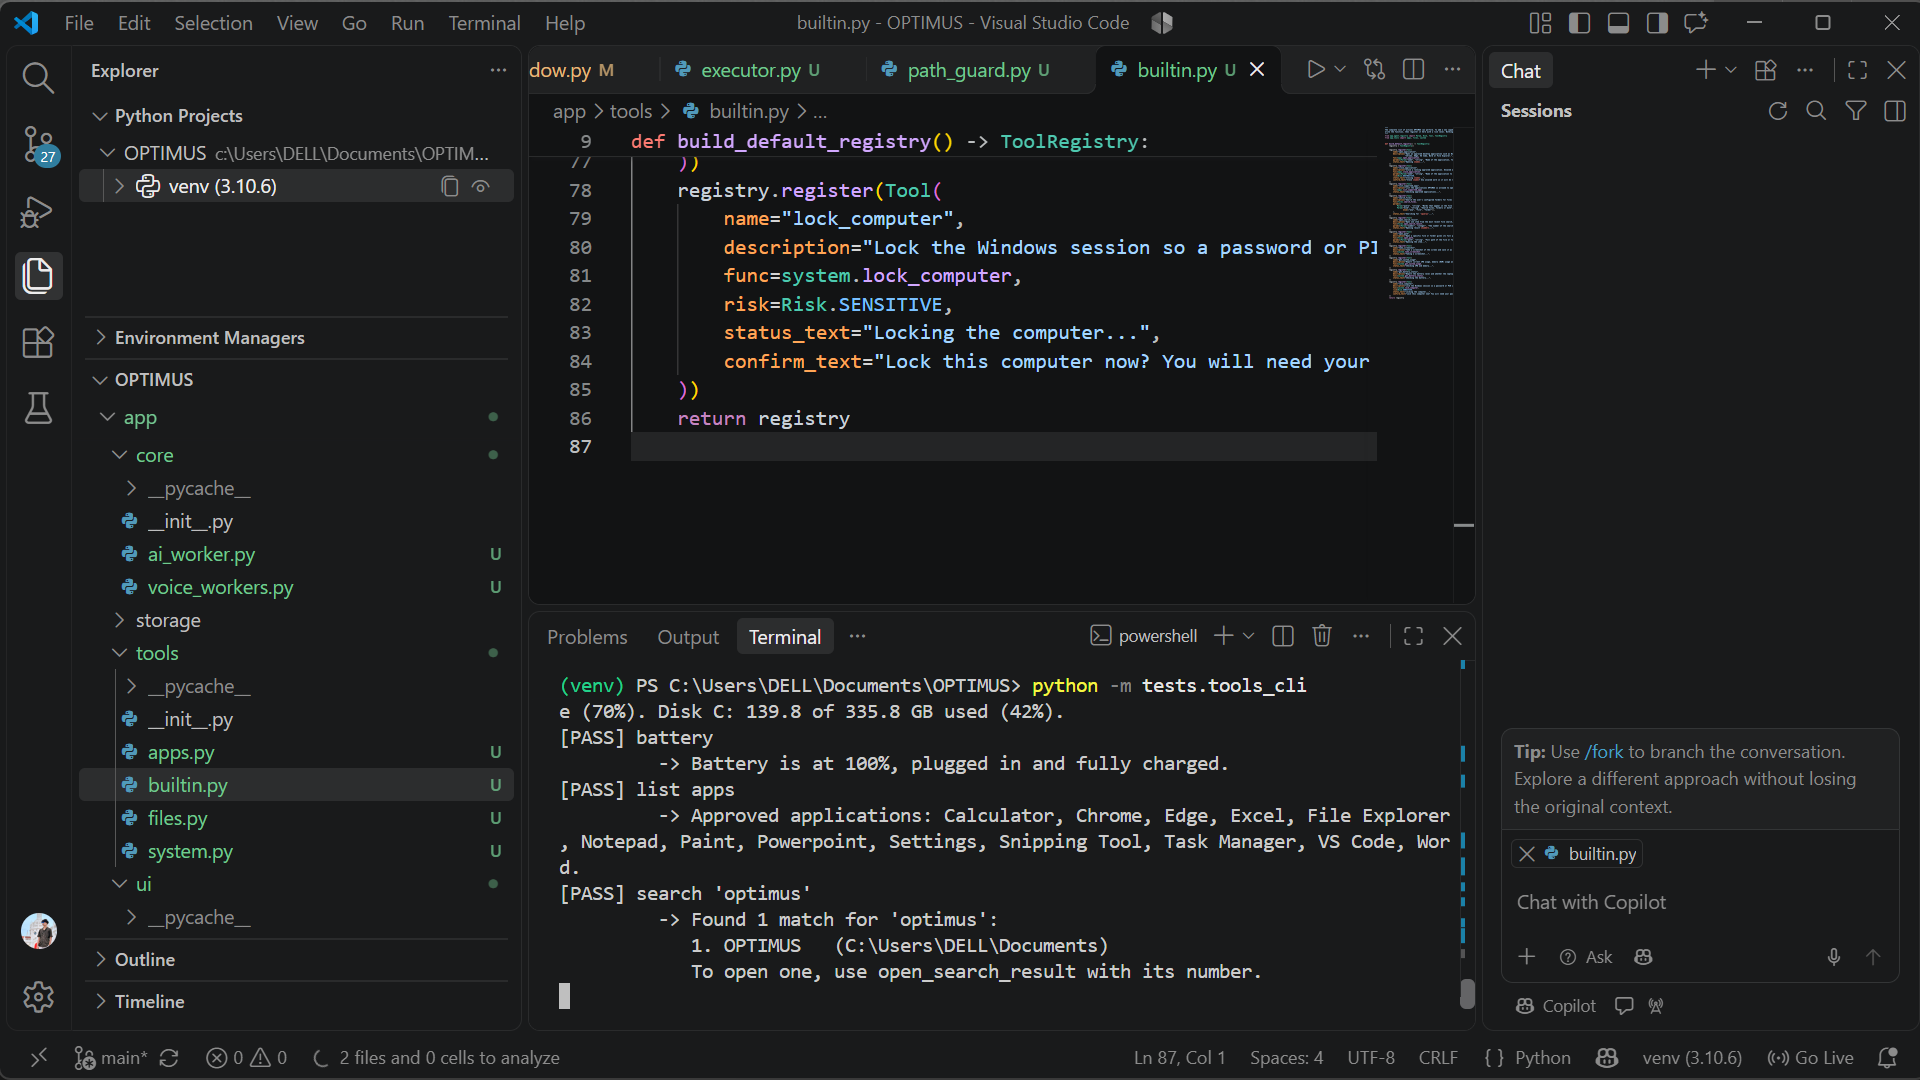 File Edit Selection View Go Run Terminal Help
builtin.py - OPTIMUS - Visual Studio Code
Explorer
Python Projects
OPTIMUS c:\Users\DELL\Documents\OPTIM...
venv (3.10.6)
27
Environment Managers
OPTIMUS
app
core
__pycache__
__init__.py
ai_worker.py U
voice_workers.py U
storage
tools
__pycache__
__init__.py
apps.py U
builtin.py U
files.py U
system.py U
ui
__pycache__
Outline
Timeline
dow.py M
executor.py U
path_guard.py U
builtin.py U
app > tools > builtin.py > ...
9 def build_default_registry() -> ToolRegistry:
77 ))
78 registry.register(Tool(
79 name="lock_computer",
80 description="Lock the Windows session so a password or PI
81 func=system.lock_computer,
82 risk=Risk.SENSITIVE,
83 status_text="Locking the computer...",
84 confirm_text="Lock this computer now? You will need your
85 ))
86 return registry
87
Problems Output Terminal
powershell
(venv) PS C:\Users\DELL\Documents\OPTIMUS> python -m tests.tools_cli
e (70%). Disk C: 139.8 of 335.8 GB used (42%).
[PASS] battery
-> Battery is at 100%, plugged in and fully charged.
[PASS] list apps
-> Approved applications: Calculator, Chrome, Edge, Excel, File Explorer
, Notepad, Paint, Powerpoint, Settings, Snipping Tool, Task Manager, VS Code, Wor
d.
[PASS] search 'optimus'
-> Found 1 match for 'optimus':
1. OPTIMUS (C:\Users\DELL\Documents)
To open one, use open_search_result with its number.
Chat
Sessions
Tip: Use /fork to branch the conversation.
Explore a different approach without losing
the original context.
builtin.py
Chat with Copilot
Ask
Copilot
main*
0 0
2 files and 0 cells to analyze
Ln 87, Col 1 Spaces: 4 UTF-8 CRLF { } Python venv (3.10.6) Go Live